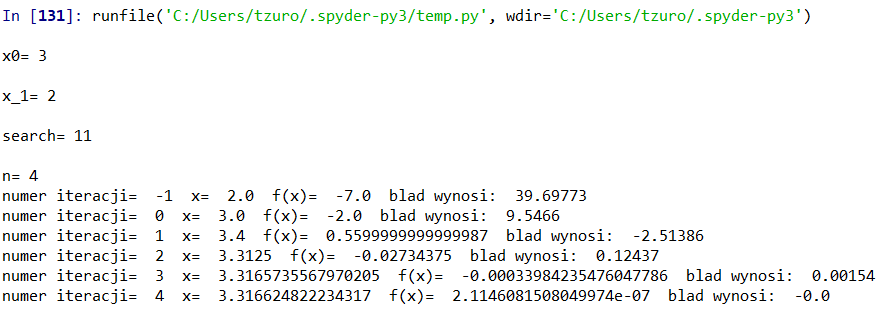 In [131]: runfile('C:/Users/tzuro/.spyder-py3/temp.py', wdir='C:/Users/tzuro/.spyder-py3')
x0= 3
x_1= 2
search= 11
n= 4
numer iteracji=  -1  x=  2.0  f(x)=  -7.0  blad wynosi:  39.69773
numer iteracji=  0  x=  3.0  f(x)=  -2.0  blad wynosi:  9.5466
numer iteracji=  1  x=  3.4  f(x)=  0.5599999999999987  blad wynosi:  -2.51386
numer iteracji=  2  x=  3.3125  f(x)=  -0.02734375  blad wynosi:  0.12437
numer iteracji=  3  x=  3.3165735567970205  f(x)=  -0.00033984235476047786  blad wynosi:  0.00154
numer iteracji=  4  x=  3.316624822234317  f(x)=  2.1146081508049974e-07  blad wynosi:  -0.0